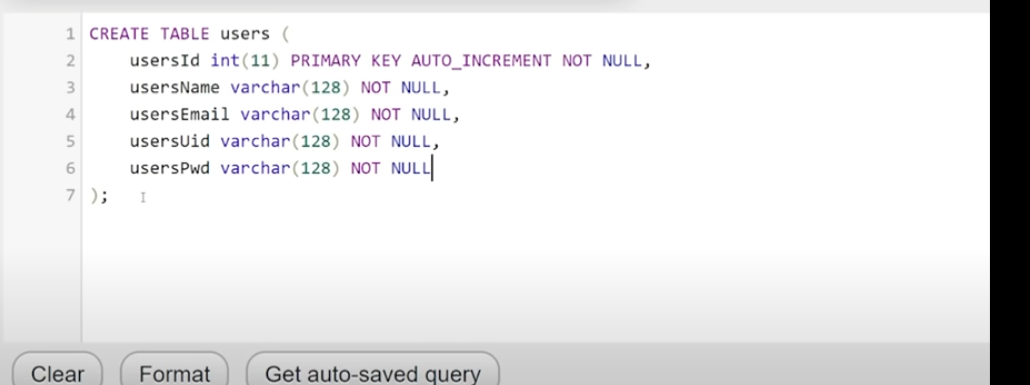 1 CREATE TABLE users (
2 usersId int(11) PRIMARY KEY AUTO_INCREMENT NOT NULL,
3 usersName varchar(128) NOT NULL,
4 usersEmail varchar(128) NOT NULL,
5 usersUid varchar(128) NOT NULL,
6 usersPwd varchar(128) NOT NULL
7 );
Clear Format Get auto-saved query